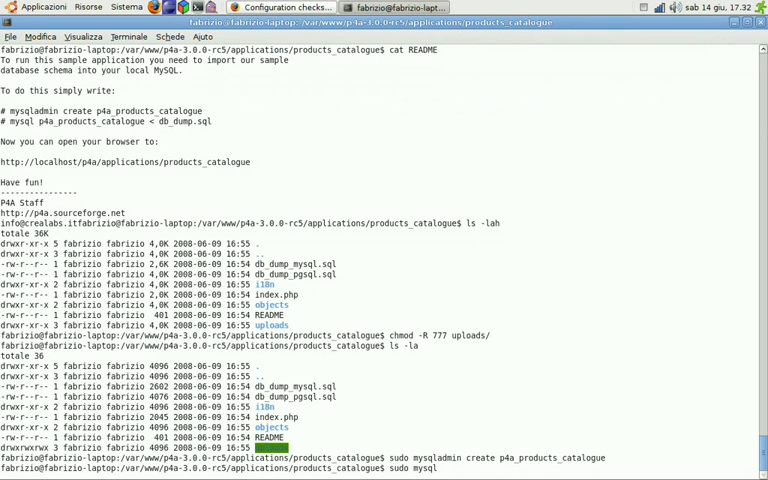 Applicazioni Risorse Sistema Configuration checks... fabrizio@fabrizio-lapt... sab 14 giu, 17.32
fabrizio@fabrizio-laptop: /var/www/p4a-3.0.0-rc5/applications/products_catalogue
File Modifica Visualizza Terminale Schede Aiuto
fabrizio@fabrizio-laptop:/var/www/p4a-3.0.0-rc5/applications/products_catalogue$ cat README
To run this sample application you need to import our sample
database schema into your local MySQL.
To do this simply write:
# mysqladmin create p4a_products_catalogue
# mysql p4a_products_catalogue < db_dump.sql
Now you can open your browser to:
http://localhost/p4a/applications/products_catalogue
Have fun!
---------------
P4A Staff
http://p4a.sourceforge.net
info@crealabs.itfabrizio@fabrizio-laptop:/var/www/p4a-3.0.0-rc5/applications/products_catalogue$ ls -lah
totale 36K
drwxr-xr-x 5 fabrizio fabrizio 4,0K 2008-06-09 16:55 .
drwxr-xr-x 3 fabrizio fabrizio 4,0K 2008-06-09 16:55 ..
-rw-r--r-- 1 fabrizio fabrizio 2,6K 2008-06-09 16:54 db_dump_mysql.sql
-rw-r--r-- 1 fabrizio fabrizio 4,0K 2008-06-09 16:54 db_dump_pgsql.sql
drwxr-xr-x 2 fabrizio fabrizio 4,0K 2008-06-09 16:55 i18n
-rw-r--r-- 1 fabrizio fabrizio 2,0K 2008-06-09 16:54 index.php
drwxr-xr-x 2 fabrizio fabrizio 4,0K 2008-06-09 16:55 objects
-rw-r--r-- 1 fabrizio fabrizio 401 2008-06-09 16:54 README
drwxr-xr-x 3 fabrizio fabrizio 4,0K 2008-06-09 16:55 uploads
fabrizio@fabrizio-laptop:/var/www/p4a-3.0.0-rc5/applications/products_catalogue$ chmod -R 777 uploads/
fabrizio@fabrizio-laptop:/var/www/p4a-3.0.0-rc5/applications/products_catalogue$ ls -la
totale 36
drwxr-xr-x 5 fabrizio fabrizio 4096 2008-06-09 16:55 .
drwxr-xr-x 3 fabrizio fabrizio 4096 2008-06-09 16:55 ..
-rw-r--r-- 1 fabrizio fabrizio 2602 2008-06-09 16:54 db_dump_mysql.sql
-rw-r--r-- 1 fabrizio fabrizio 4076 2008-06-09 16:54 db_dump_pgsql.sql
drwxr-xr-x 2 fabrizio fabrizio 4096 2008-06-09 16:55 i18n
-rw-r--r-- 1 fabrizio fabrizio 2045 2008-06-09 16:54 index.php
drwxr-xr-x 2 fabrizio fabrizio 4096 2008-06-09 16:55 objects
-rw-r--r-- 1 fabrizio fabrizio 401 2008-06-09 16:54 README
drwxrwxrwx 3 fabrizio fabrizio 4096 2008-06-09 16:55
fabrizio@fabrizio-laptop:/var/www/p4a-3.0.0-rc5/applications/products_catalogue$ sudo mysqladmin create p4a_products_catalogue
fabrizio@fabrizio-laptop:/var/www/p4a-3.0.0-rc5/applications/products_catalogue$ sudo mysql